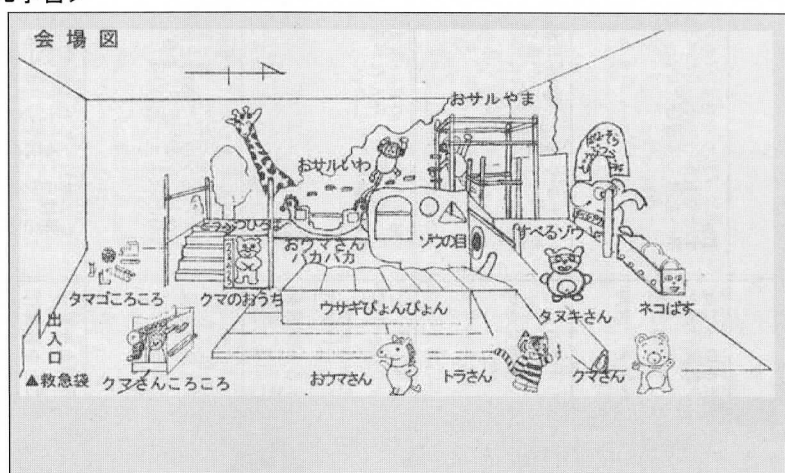 会場図
おサルやま
おサルいわ
おウマさん
パカパカ
ゾウの目
すべるゾウ
タマゴころころ
クマのおうち
ウサギぴょんぴょん
タヌキさん
ネコばす
出入口
▲救急袋
クマさんころころ
おウマさん
トラさん
クマさん